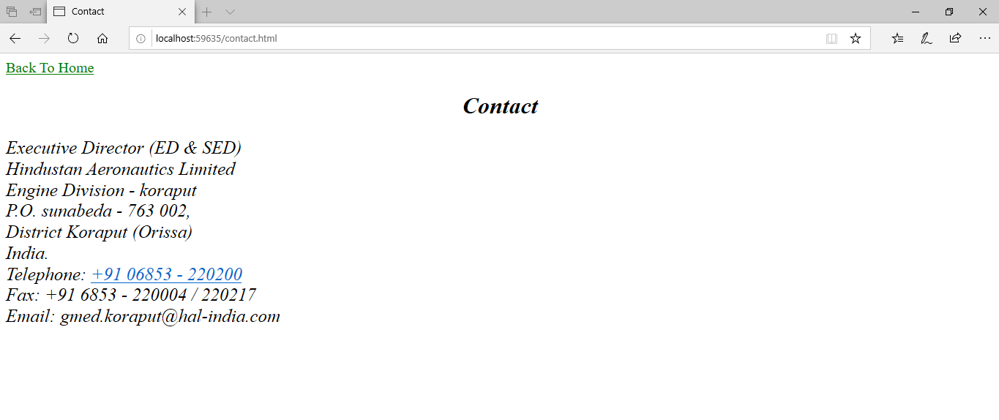 Contact
localhost:59635/contact.html
Back To Home
Contact
Executive Director (ED & SED)
Hindustan Aeronautics Limited
Engine Division - koraput
P.O. sunabeda - 763 002,
District Koraput (Orissa)
India.
Telephone: +91 06853 - 220200
Fax: +91 6853 - 220004 / 220217
Email: gmed.koraput@hal-india.com